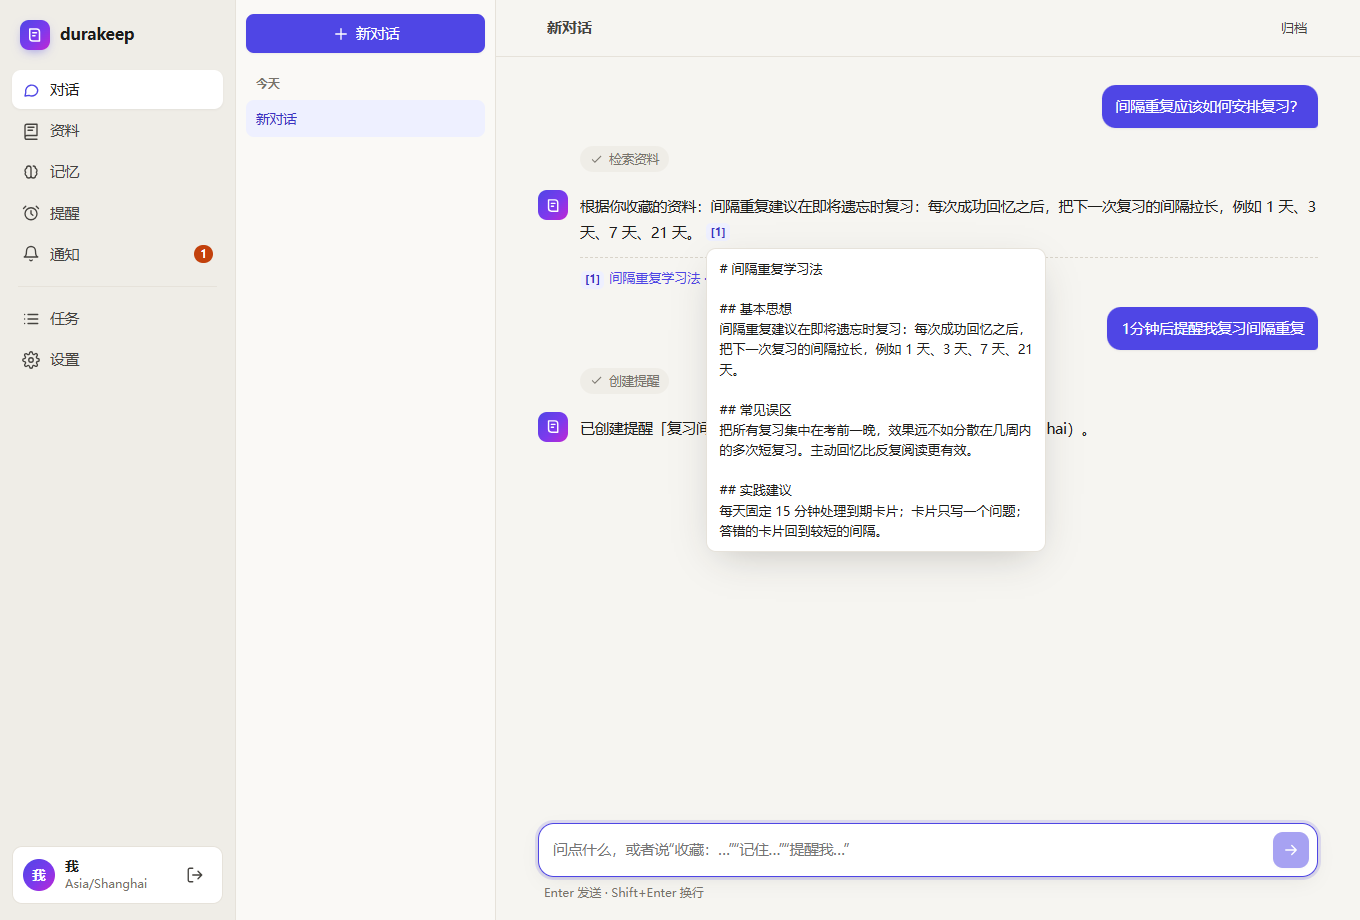 durakeep
对话
资料
记忆
提醒
通知
1
任务
设置
我
我
Asia/Shanghai
新对话
今天
新对话
新对话
归档
间隔重复应该如何安排复习？
检索资料
根据你收藏的资料：间隔重复建议在即将遗忘时复习：每次成功回忆之后，把下一次复习的间隔拉长，例如 1 天、3
天、7 天、21 天。 [1]
[1] 间隔重复学习法 ·
# 间隔重复学习法
## 基本思想
间隔重复建议在即将遗忘时复习：每次成功回忆之后，
把下一次复习的间隔拉长，例如 1 天、3 天、7 天、21
天。
## 常见误区
把所有复习集中在考前一晚，效果远不如分散在几周内
的多次短复习。主动回忆比反复阅读更有效。
## 实践建议
每天固定 15 分钟处理到期卡片；卡片只写一个问题；
答错的卡片回到较短的间隔。
1分钟后提醒我复习间隔重复
创建提醒
已创建提醒「复习间 hai）。
问点什么，或者说“收藏：…”“记住…”“提醒我…”
Enter 发送 · Shift+Enter 换行